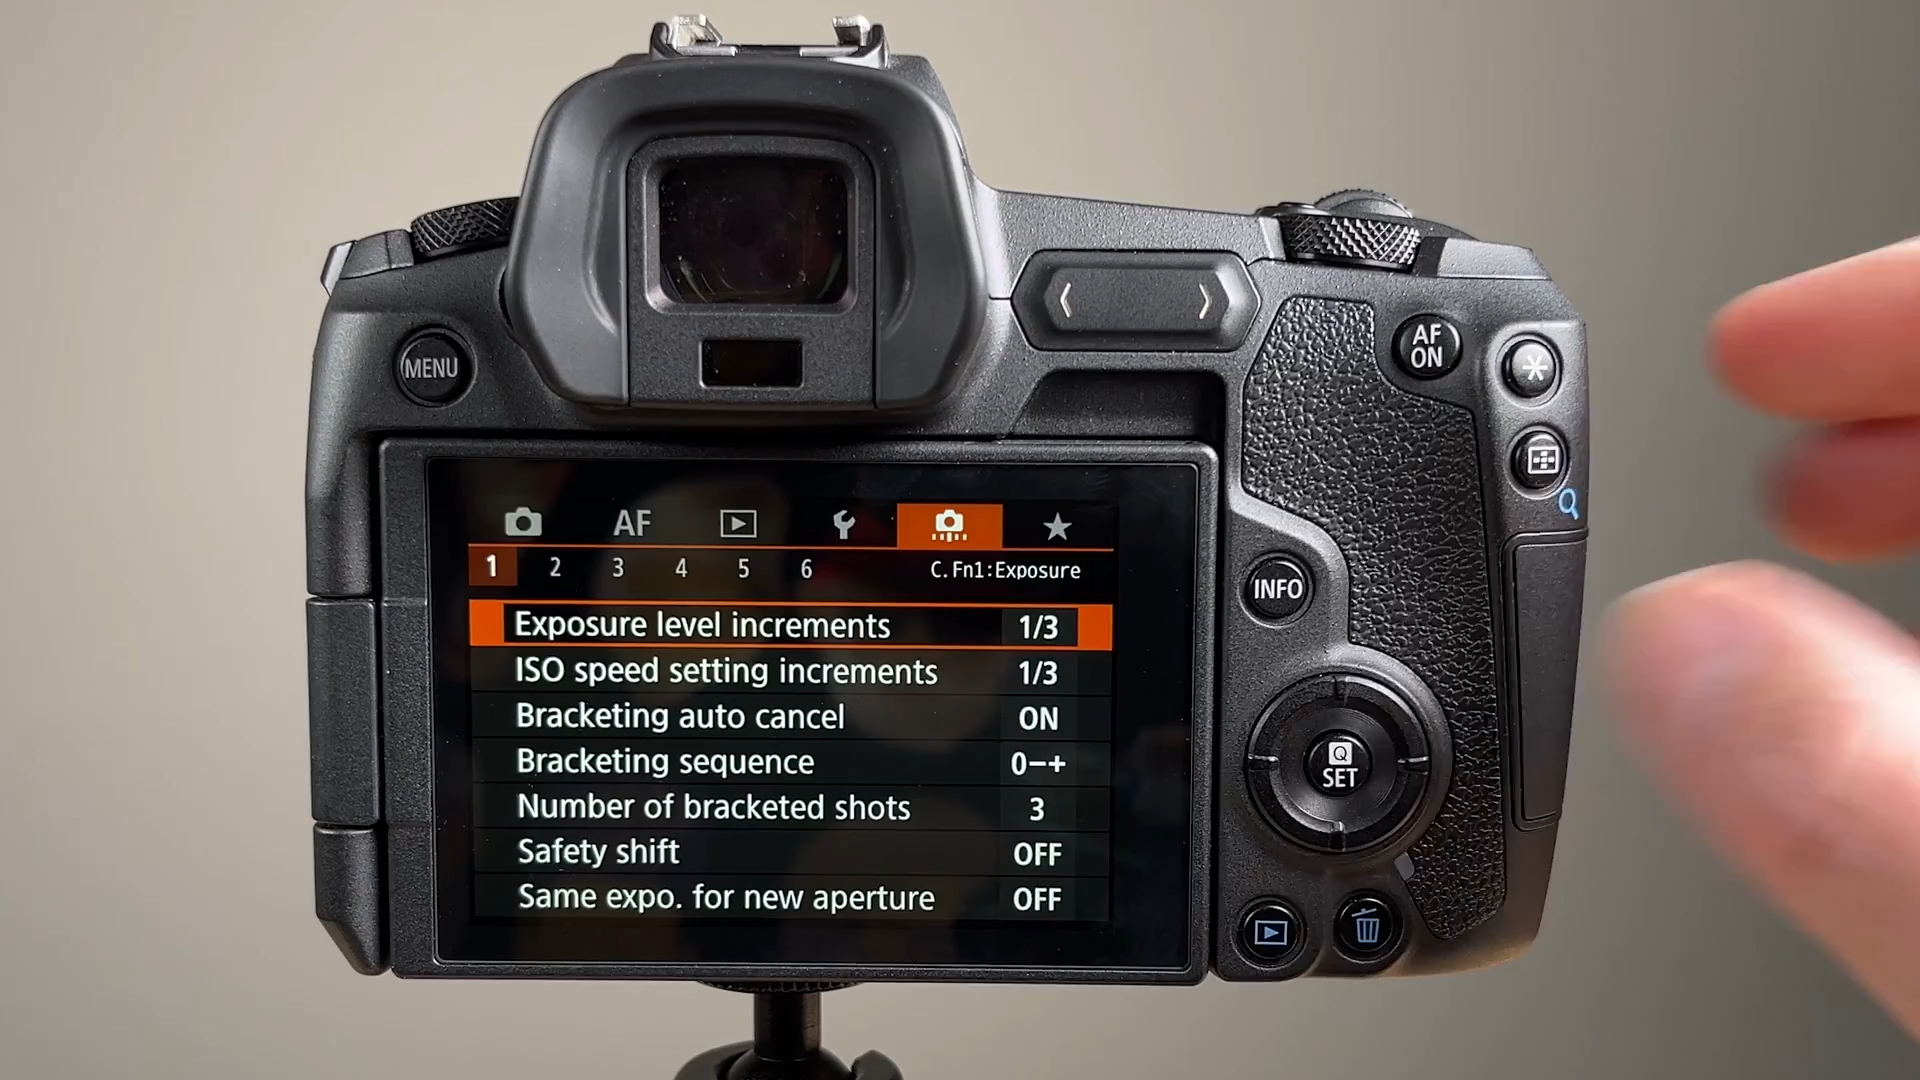 MENU
AF
ON
AF
1 2 3 4 5 6 C.Fn1:Exposure
Exposure level increments 1/3
ISO speed setting increments 1/3
Bracketing auto cancel ON
Bracketing sequence 0−+
Number of bracketed shots 3
Safety shift OFF
Same expo. for new aperture OFF
INFO
Q
SET